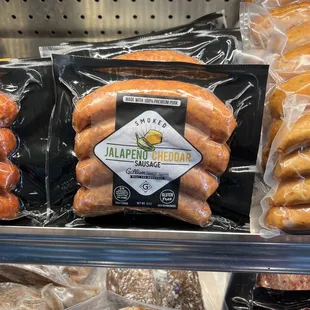 MADE WITH 100% PREMIUM PORK
SMOKED
JALAPEÑO CHEDDAR
SAUSAGE
G
GLUTEN
FREE